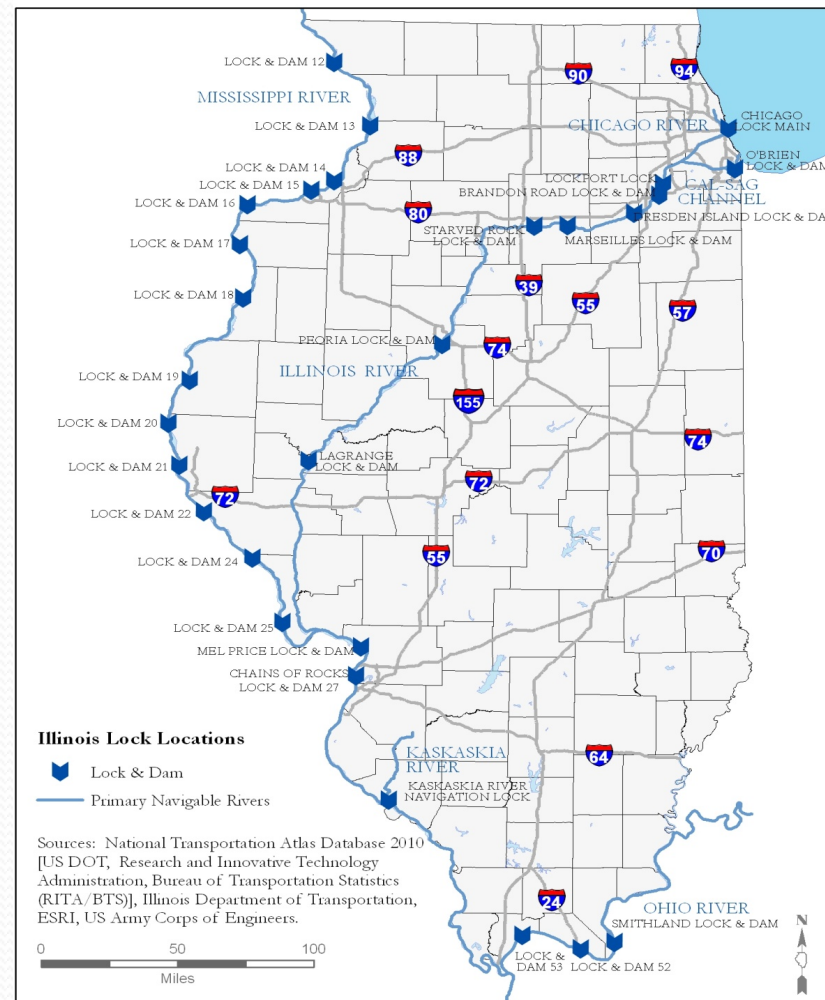 LOCK & DAM 12
90
94
MISSISSIPPI RIVER
LOCK & DAM 13
CHICAGO RIVER
CHICAGO
LOCK MAIN
88
O'BRIEN
LOCK & DAM
LOCK & DAM 14
LOCK & DAM 15
LOCK & DAM 16
LOCKPORT LOCK
BRANDON ROAD LOCK & DAM
CAL-SAG
CHANNEL
80
DRESDEN ISLAND LOCK & DA
STARVED ROCK
LOCK & DAM
MARSEILLES LOCK & DAM
LOCK & DAM 17
39
55
57
LOCK & DAM 18
PEORIA LOCK & DAM
74
ILLINOIS RIVER
LOCK & DAM 19
155
LOCK & DAM 20
74
LAGRANGE
LOCK & DAM
LOCK & DAM 21
72
72
LOCK & DAM 22
55
70
LOCK & DAM 24
LOCK & DAM 25
MEL PRICE LOCK & DAM
CHAINS OF ROCKS
LOCK & DAM 27
Illinois Lock Locations
Lock & Dam
Primary Navigable Rivers
KASKASKIA
RIVER
64
KASKASKIA RIVER
NAVIGATION LOCK
Sources: National Transportation Atlas Database 2010
[US DOT, Research and Innovative Technology
Administration, Bureau of Transportation Statistics
(RITA/BTS)], Illinois Department of Transportation,
ESRI, US Army Corps of Engineers.
24
OHIO RIVER
SMITHLAND LOCK & DAM
LOCK &
DAM 53
LOCK & DAM 52
0 50 100
Miles
N